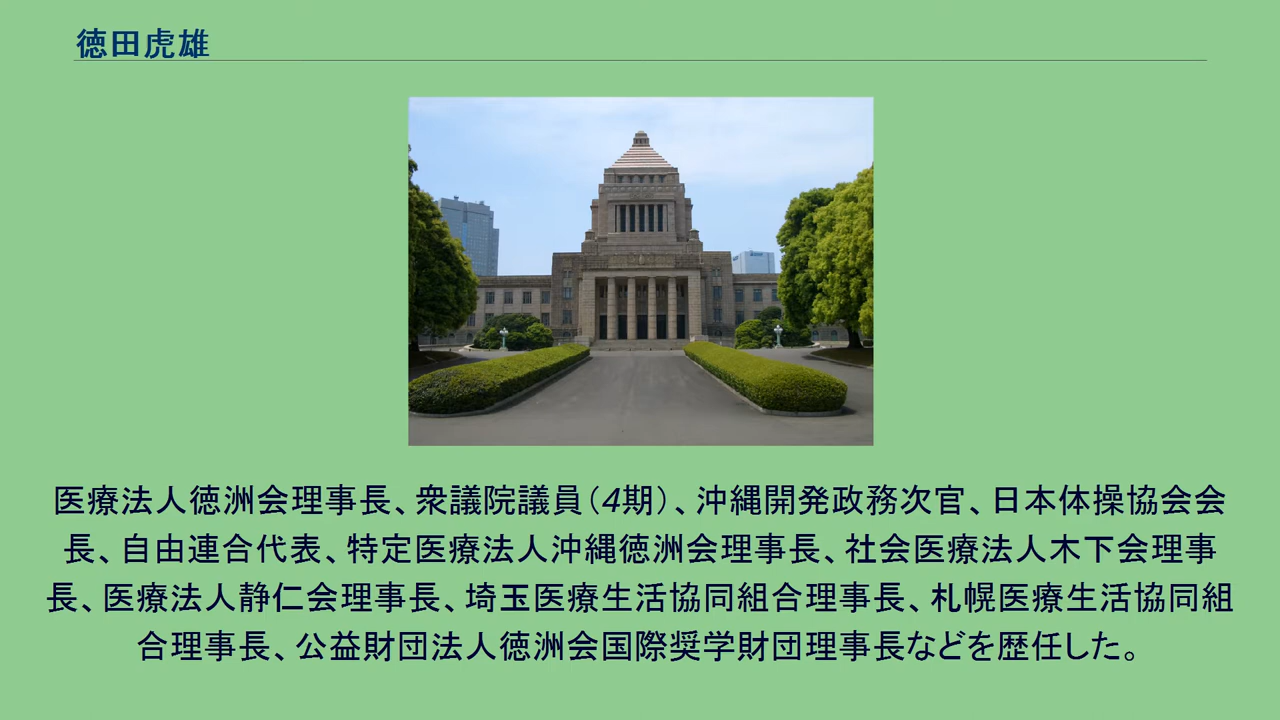 徳田虎雄
医療法人徳洲会理事長、衆議院議員（4期）、沖縄開発政務次官、日本体操協会会
長、自由連合代表、特定医療法人沖縄徳洲会理事長、社会医療法人木下会理事
長、医療法人静仁会理事長、埼玉医療生活協同組合理事長、札幌医療生活協同組
合理事長、公益財団法人徳洲会国際奨学財団理事長などを歴任した。